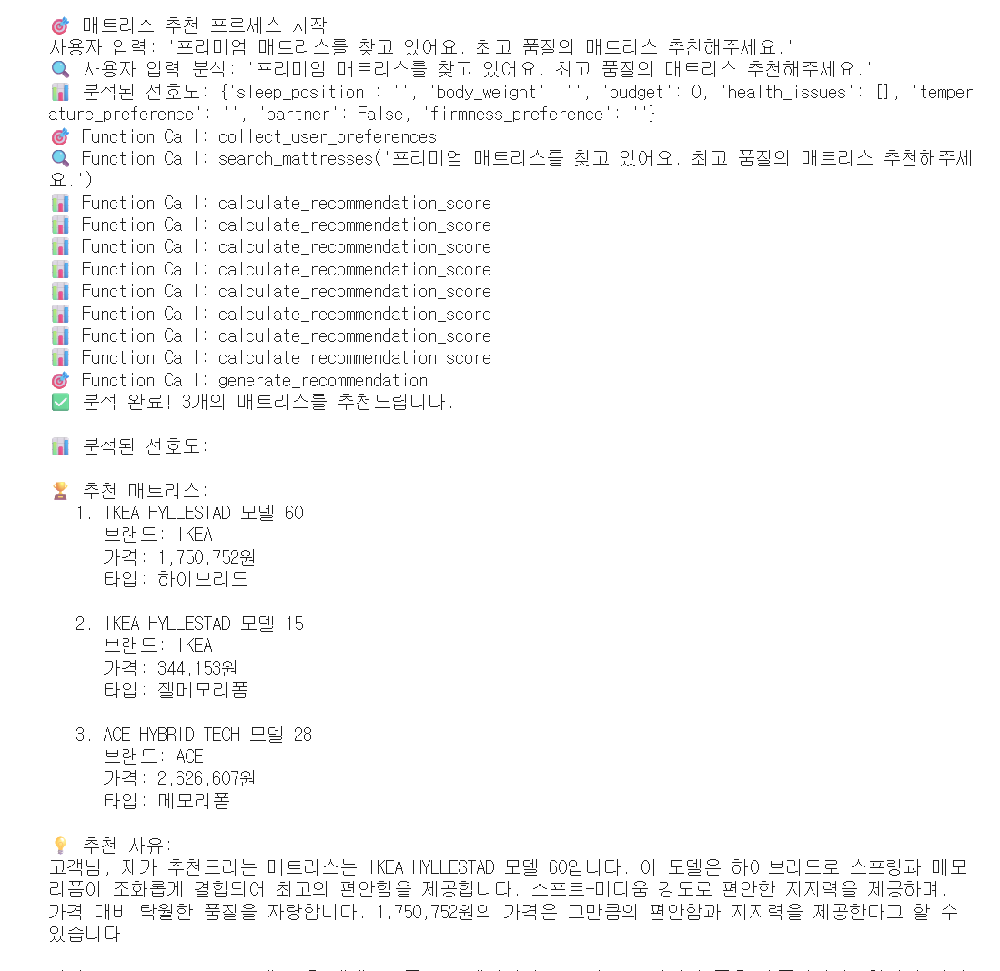 🎯 매트리스 추천 프로세스 시작
사용자 입력: '프리미엄 매트리스를 찾고 있어요. 최고 품질의 매트리스 추천해주세요.'
🔍 사용자 입력 분석: '프리미엄 매트리스를 찾고 있어요. 최고 품질의 매트리스 추천해주세요.'
📊 분석된 선호도: {'sleep_position': '', 'body_weight': '', 'budget': 0, 'health_issues': [], 'temper
ature_preference': '', 'partner': False, 'firmness_preference': ''}
🎯 Function Call: collect_user_preferences
🔍 Function Call: search_mattresses('프리미엄 매트리스를 찾고 있어요. 최고 품질의 매트리스 추천해주세
요.')
📊 Function Call: calculate_recommendation_score
📊 Function Call: calculate_recommendation_score
📊 Function Call: calculate_recommendation_score
📊 Function Call: calculate_recommendation_score
📊 Function Call: calculate_recommendation_score
📊 Function Call: calculate_recommendation_score
📊 Function Call: calculate_recommendation_score
📊 Function Call: calculate_recommendation_score
🎯 Function Call: generate_recommendation
✅ 분석 완료! 3개의 매트리스를 추천드립니다.
📊 분석된 선호도:
🏆 추천 매트리스:
1. IKEA HYLLESTAD 모델 60
브랜드: IKEA
가격: 1,750,752원
타입: 하이브리드
2. IKEA HYLLESTAD 모델 15
브랜드: IKEA
가격: 344,153원
타입: 젤메모리폼
3. ACE HYBRID TECH 모델 28
브랜드: ACE
가격: 2,626,607원
타입: 메모리폼
💡 추천 사유:
고객님, 제가 추천드리는 매트리스는 IKEA HYLLESTAD 모델 60입니다. 이 모델은 하이브리드로 스프링과 메모
리폼이 조화롭게 결합되어 최고의 편안함을 제공합니다. 소프트-미디움 강도로 편안한 지지력을 제공하며,
가격 대비 탁월한 품질을 자랑합니다. 1,750,752원의 가격은 그만큼의 편안함과 지지력을 제공한다고 할 수
있습니다.